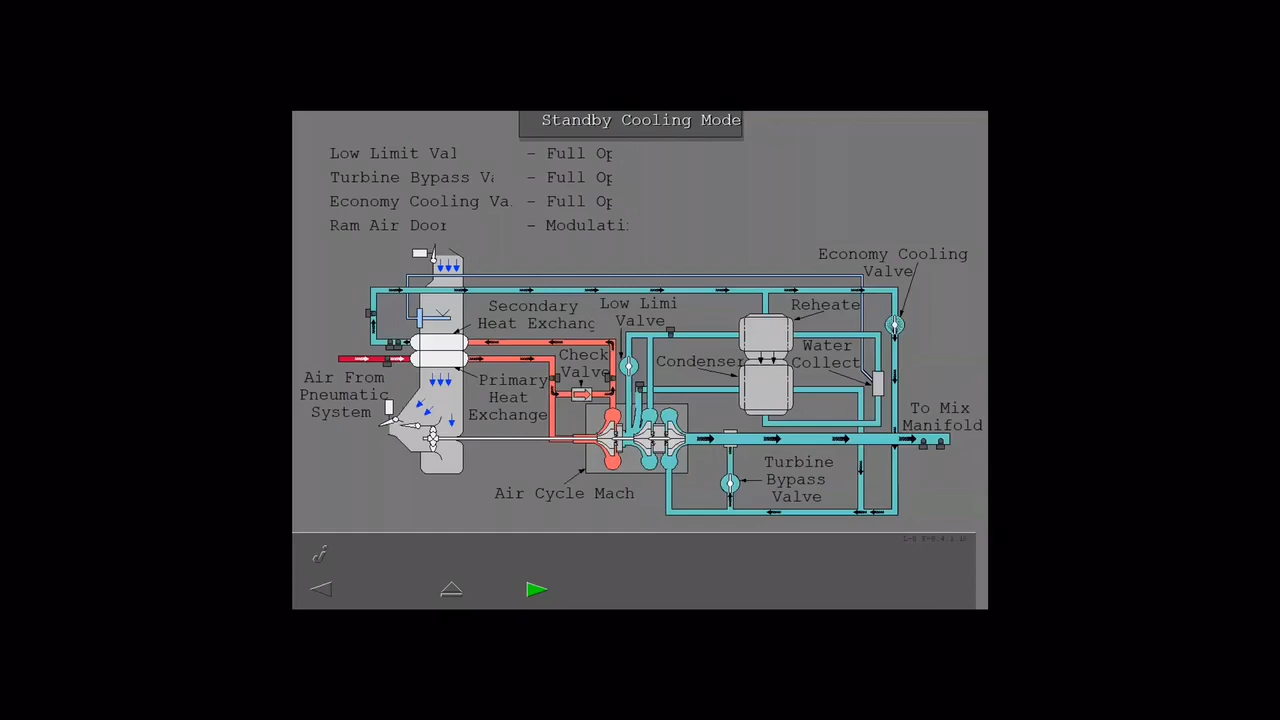 Standby Cooling Mode
Low Limit Val - Full Op
Turbine Bypass Va - Full Op
Economy Cooling Va. - Full Op
Ram Air Door - Modulati
Economy Cooling
Valve
Secondary
Heat Exchang
Low Limi
Valve
Reheate
Check
Valve
Condenser
Water
Collect
Air From
Pneumatic
System
Primary
Heat
Exchange
To Mix
Manifold
Turbine
Bypass
Valve
Air Cycle Mach